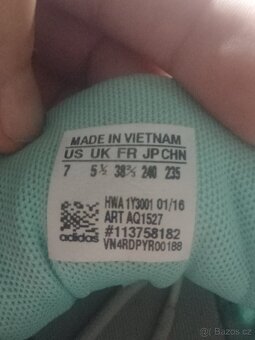 MADE IN VIETNAM
US UK FR JP CHN
7 5½ 38⅔ 240 235
HWA 1Y3001 01/16
ART AQ1527
#113758182
VN4RDPYR00188
adidas
Bazoš.cz